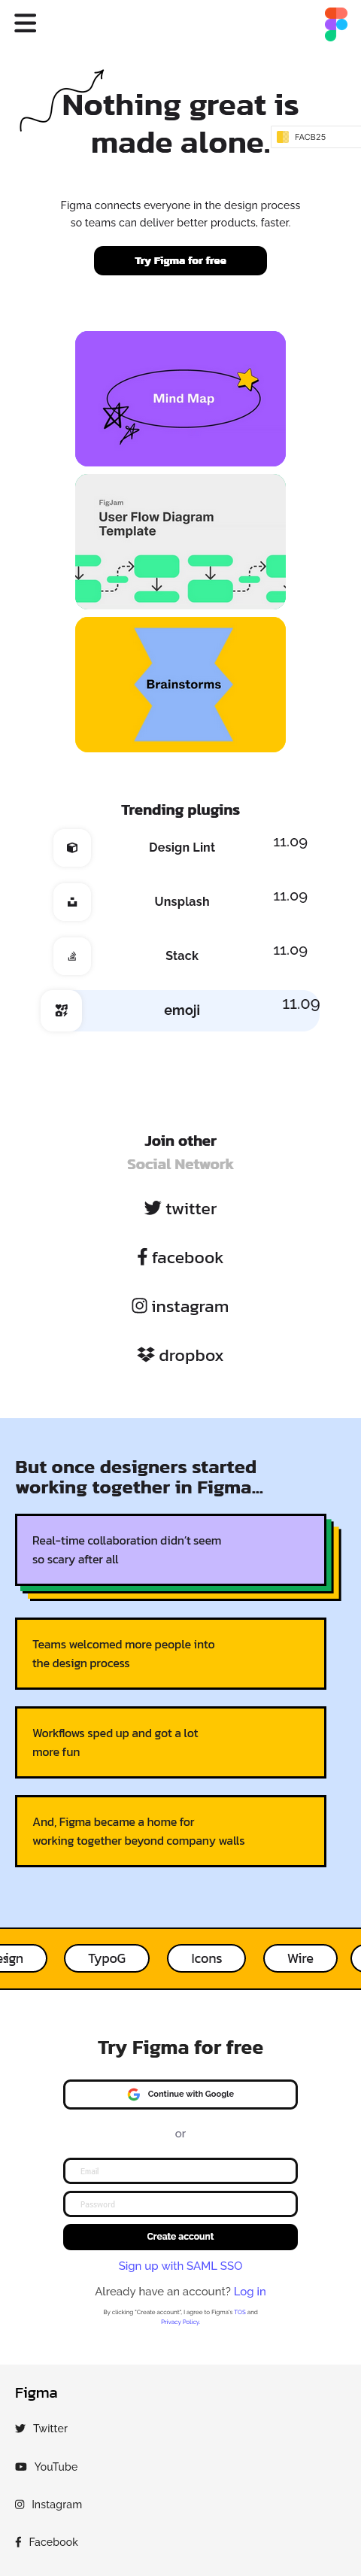 Nothing great is
made alone.
FACB25
Figma connects everyone in the design process
so teams can deliver better products, faster.
Try Figma for free
Mind Map
FigJam
User Flow Diagram
Template
Brainstorms
Trending plugins
Design Lint
11.09
Unsplash
11.09
Stack
11.09
emoji
11.09
Join other
Social Network
twitter
facebook
instagram
dropbox
But once designers started
working together in Figma...
Real-time collaboration didn't seem
so scary after all
Teams welcomed more people into
the design process
Workflows sped up and got a lot
more fun
And, Figma became a home for
working together beyond company walls
esign
TypoG
Icons
Wire
Try Figma for free
Continue with Google
or
Email
Password
Create account
Sign up with SAML SSO
Already have an account? Log in
By clicking "Create account", I agree to Figma's TOS and
Privacy Policy.
Figma
Twitter
YouTube
Instagram
Facebook